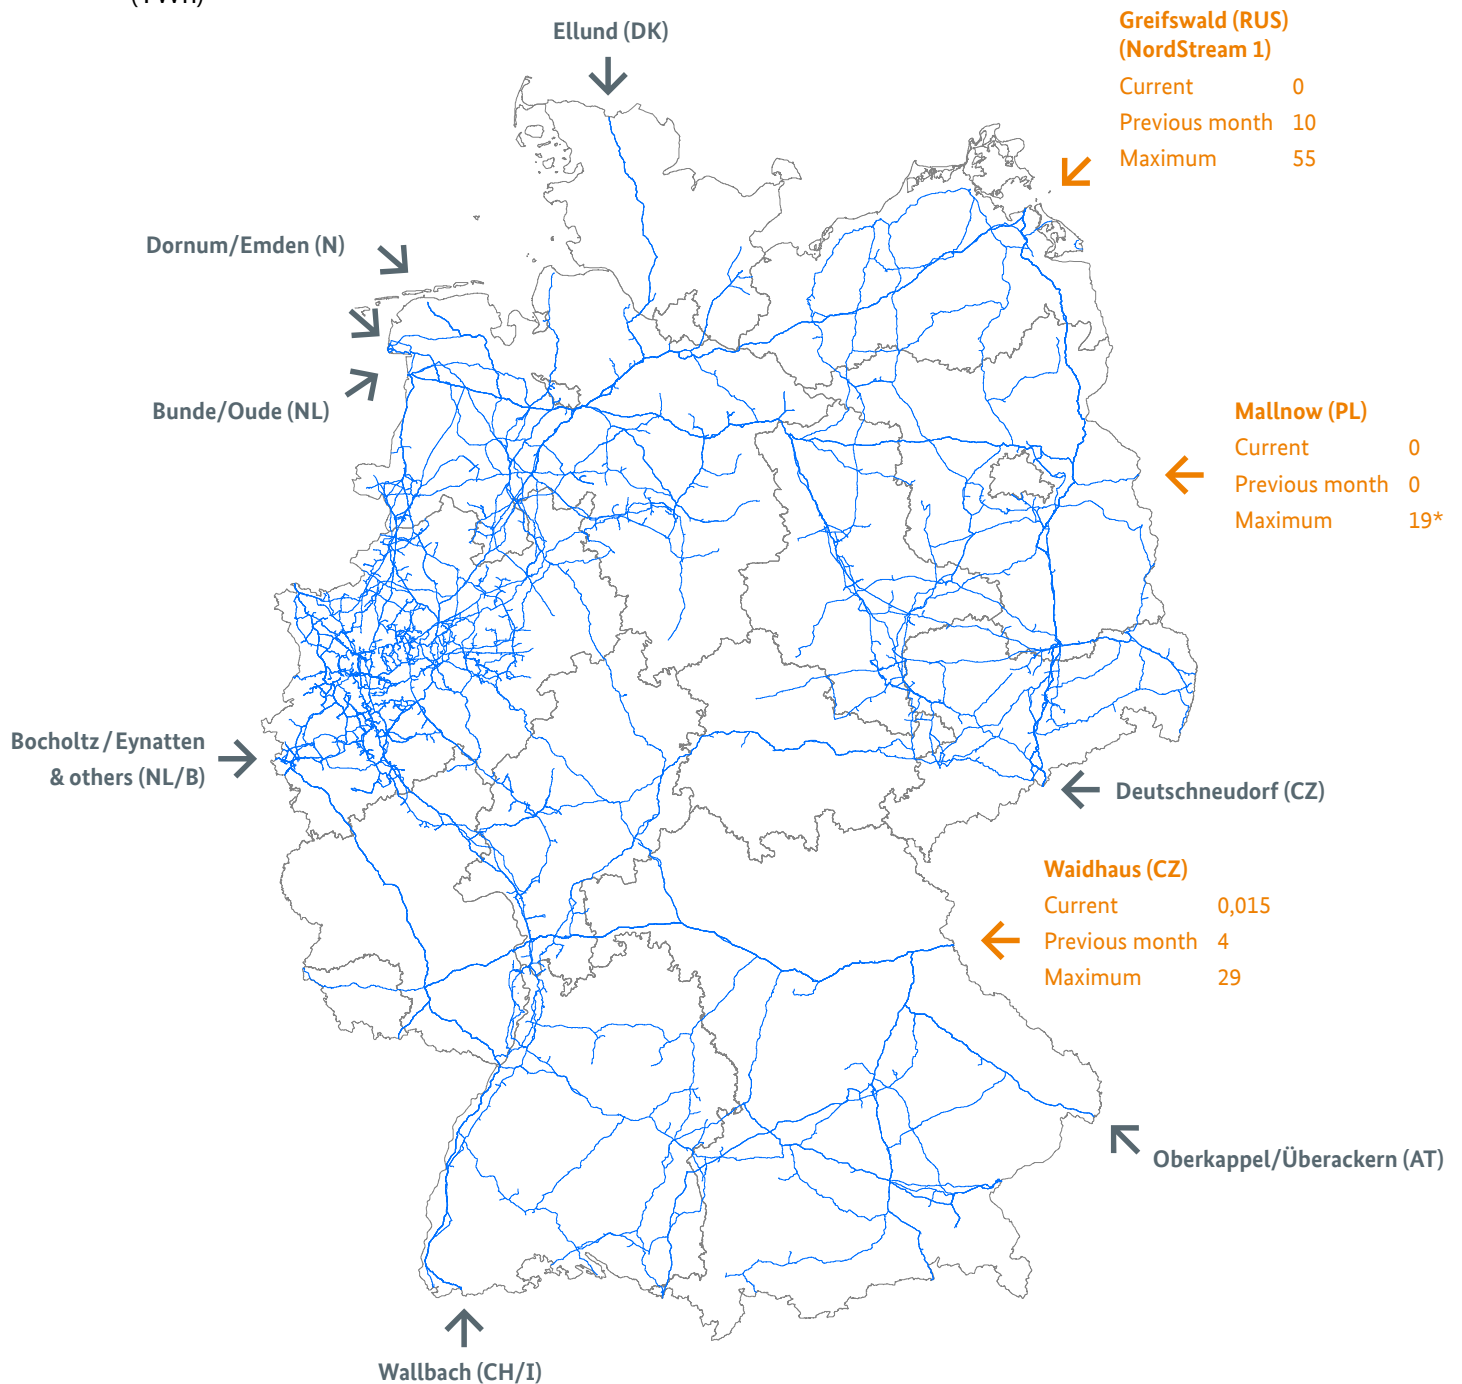 (TWh)
Ellund (DK)
Greifswald (RUS)
(NordStream 1)
Current 0
Previous month 10
Maximum 55
Dornum/Emden (N)
Bunde/Oude (NL)
Mallnow (PL)
Current 0
Previous month 0
Maximum 19*
Bocholtz / Eynatten
& others (NL/B)
Deutschneudorf (CZ)
Waidhaus (CZ)
Current 0,015
Previous month 4
Maximum 29
Oberkappel/Überackern (AT)
Wallbach (CH/I)